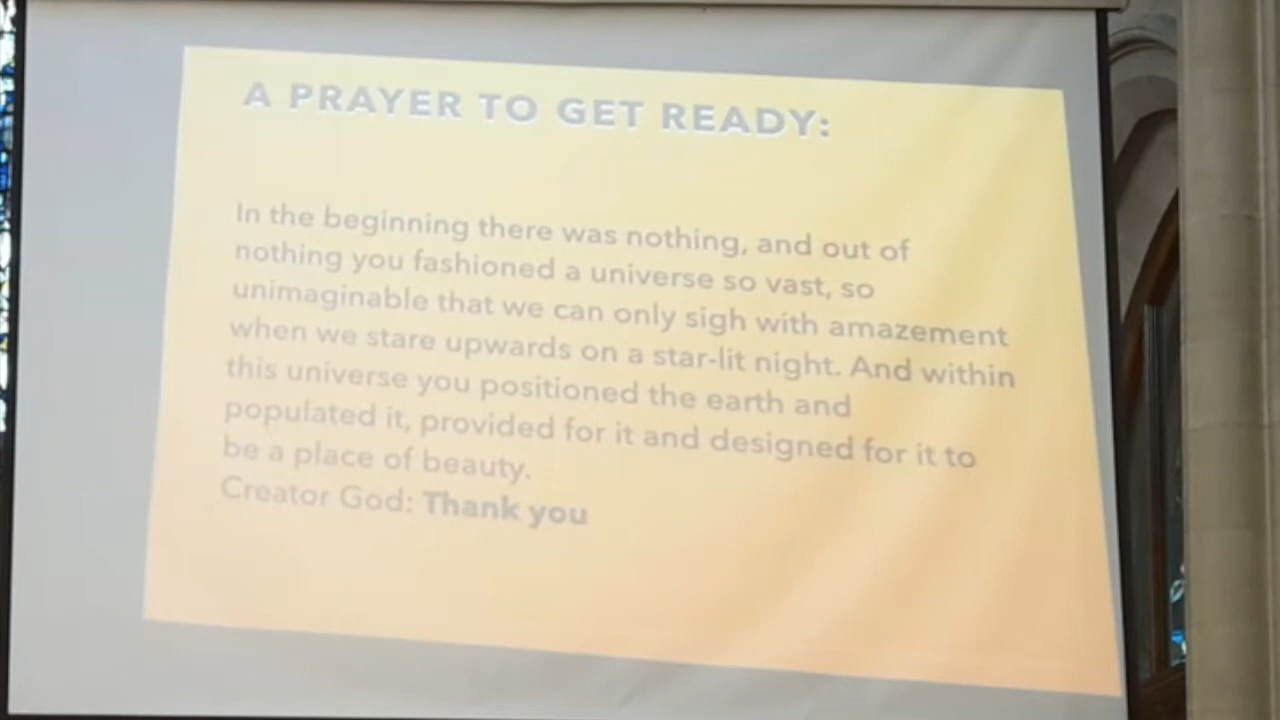 A PRAYER TO GET READY:
In the beginning there was nothing, and out of
nothing you fashioned a universe so vast, so
unimaginable that we can only sigh with amazement
when we stare upwards on a star-lit night. And within
this universe you positioned the earth and
populated it, provided for it and designed for it to
be a place of beauty.
Creator God: Thank you